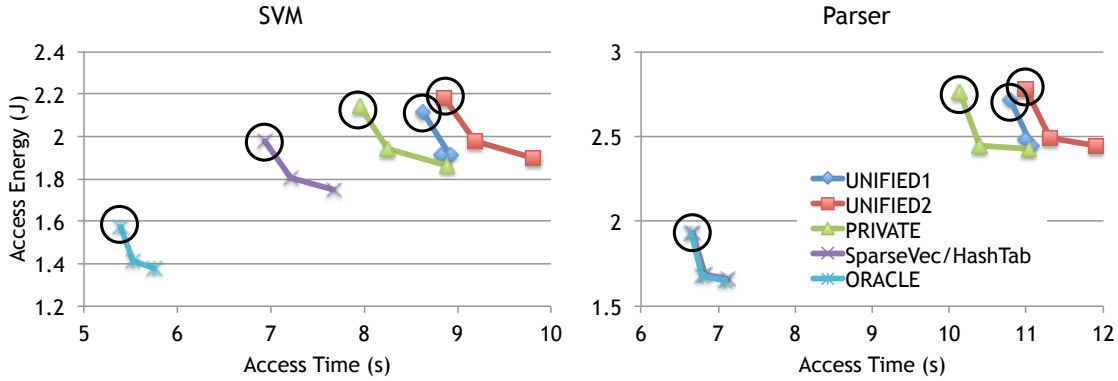 SVM
Access Energy (J)
2.4
2.2
2
1.8
1.6
1.4
1.2
5
6
7
8
9
10
Access Time (s)
Parser
3
2.5
2
1.5
6
7
8
9
10
11
12
Access Time (s)
UNIFIED1
UNIFIED2
PRIVATE
SparseVec/HashTab
ORACLE